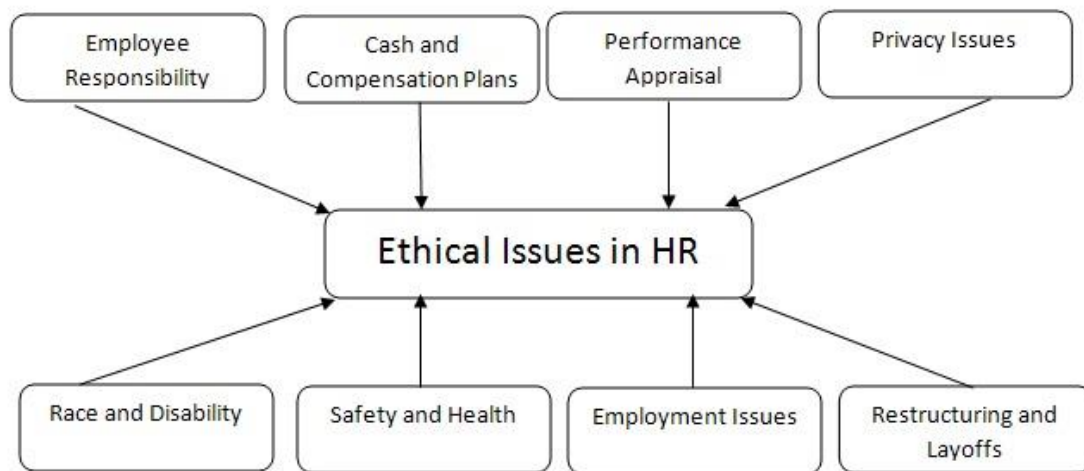 Employee
Responsibility
Cash and
Compensation Plans
Performance
Appraisal
Privacy Issues
Ethical Issues in HR
Race and Disability
Safety and Health
Employment Issues
Restructuring and
Layoffs